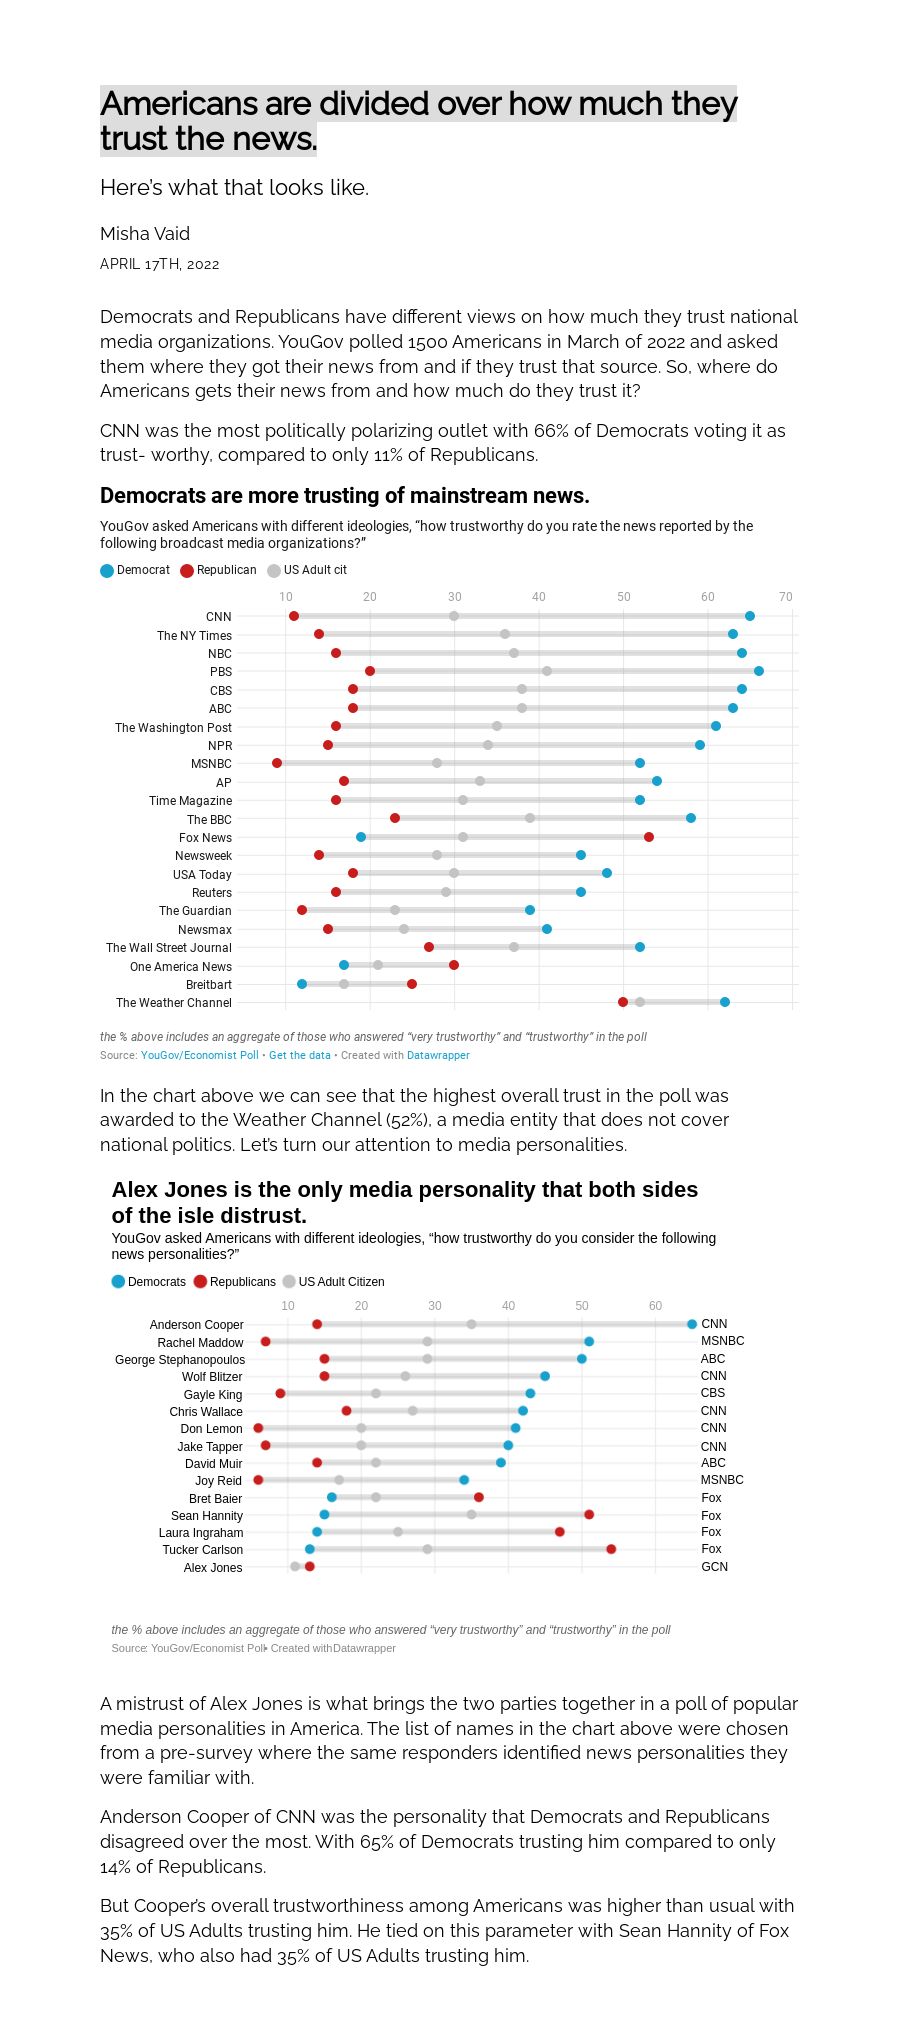 Americans are divided over how much they
trust the news.
Here's what that looks like.
Misha Vaid
APRIL 17TH, 2022
Democrats and Republicans have different views on how much they trust national
media organizations. YouGov polled 1500 Americans in March of 2022 and asked
them where they got their news from and if they trust that source. So, where do
Americans gets their news from and how much do they trust it?
CNN was the most politically polarizing outlet with 66% of Democrats voting it as
trust- worthy, compared to only 11% of Republicans.
Democrats are more trusting of mainstream news.
YouGov asked Americans with different ideologies, “how trustworthy do you rate the news reported by the
following broadcast media organizations?”
Democrat Republican US Adult cit
10 20 30 40 50 60 70
CNN
The NY Times
NBC
PBS
CBS
ABC
The Washington Post
NPR
MSNBC
AP
Time Magazine
The BBC
Fox News
Newsweek
USA Today
Reuters
The Guardian
Newsmax
The Wall Street Journal
One America News
Breitbart
The Weather Channel
the % above includes an aggregate of those who answered “very trustworthy” and “trustworthy” in the poll
Source: YouGov/Economist Poll • Get the data • Created with Datawrapper
In the chart above we can see that the highest overall trust in the poll was
awarded to the Weather Channel (52%), a media entity that does not cover
national politics. Let's turn our attention to media personalities.
Alex Jones is the only media personality that both sides
of the isle distrust.
YouGov asked Americans with different ideologies, “how trustworthy do you consider the following
news personalities?”
Democrats Republicans US Adult Citizen
10 20 30 40 50 60
Anderson Cooper CNN
Rachel Maddow MSNBC
George Stephanopoulos ABC
Wolf Blitzer CNN
Gayle King CBS
Chris Wallace CNN
Don Lemon CNN
Jake Tapper CNN
David Muir ABC
Joy Reid MSNBC
Bret Baier Fox
Sean Hannity Fox
Laura Ingraham Fox
Tucker Carlson Fox
Alex Jones GCN
the % above includes an aggregate of those who answered “very trustworthy” and “trustworthy” in the poll
Source: YouGov/Economist Poll• Created withDatawrapper
A mistrust of Alex Jones is what brings the two parties together in a poll of popular
media personalities in America. The list of names in the chart above were chosen
from a pre-survey where the same responders identified news personalities they
were familiar with.
Anderson Cooper of CNN was the personality that Democrats and Republicans
disagreed over the most. With 65% of Democrats trusting him compared to only
14% of Republicans.
But Cooper's overall trustworthiness among Americans was higher than usual with
35% of US Adults trusting him. He tied on this parameter with Sean Hannity of Fox
News, who also had 35% of US Adults trusting him.